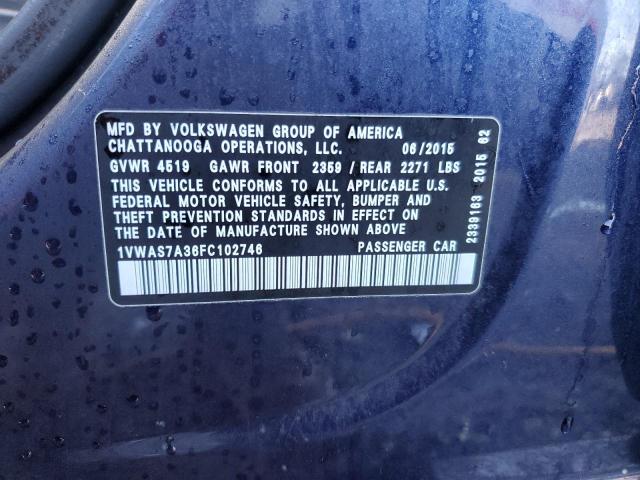 MFD BY VOLKSWAGEN GROUP OF AMERICA
CHATTANOOGA OPERATIONS, LLC. 06/2015
GVWR 4519 GAWR FRONT 2359 / REAR 2271 LBS
THIS VEHICLE CONFORMS TO ALL APPLICABLE U.S.
FEDERAL MOTOR VEHICLE SAFETY, BUMPER AND
THEFT PREVENTION STANDARDS IN EFFECT ON
THE DATE OF MANUFACTURE SHOWN ABOVE
1VWAS7A36FC102746 PASSENGER CAR
2339163 2015 62